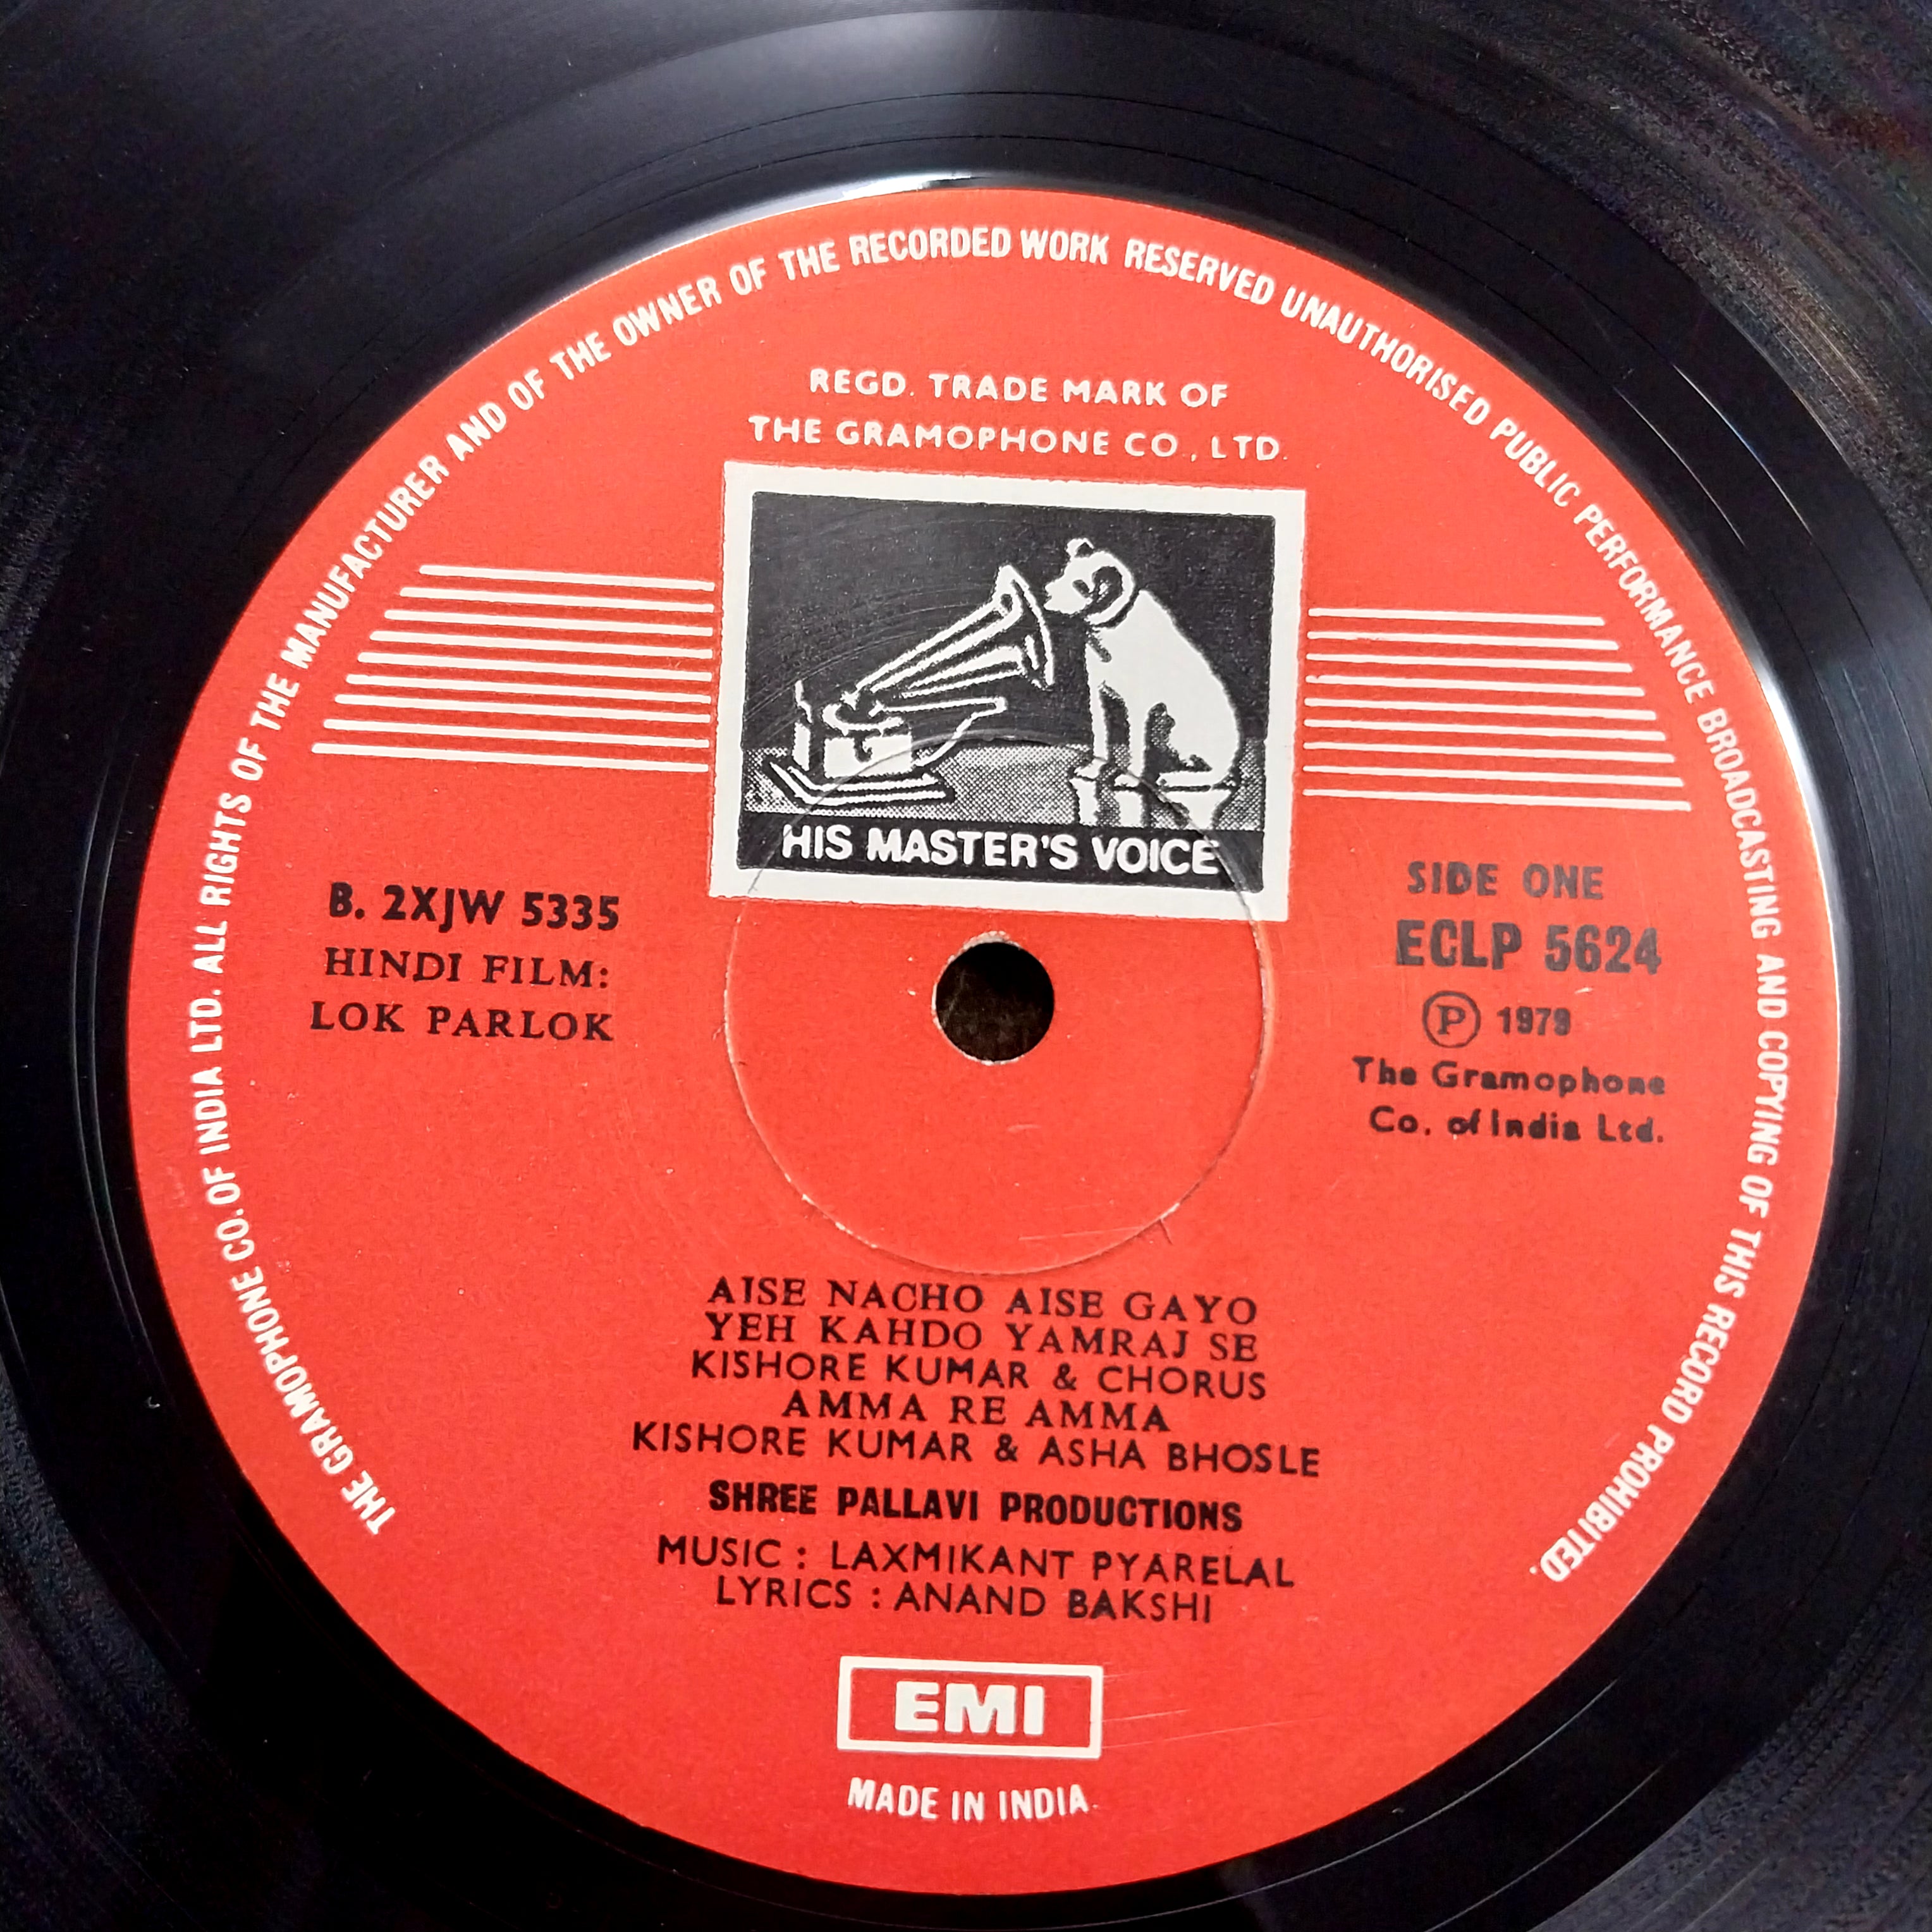 THE GRAMOPHONE CO. OF INDIA LTD. ALL RIGHTS OF THE MANUFACTURER AND OF THE OWNER OF THE RECORDED WORK RESERVED UNAUTHORISED PUBLIC PERFORMANCE BROADCASTING AND COPYING OF THIS RECORD PROHIBITED.
REGD. TRADE MARK OF
THE GRAMOPHONE CO., LTD.
HIS MASTER'S VOICE
B. 2XJW 5335
HINDI FILM:
LOK PARLOK
SIDE ONE
ECLP 5624
Ⓟ 1979
The Gramophone
Co. of India Ltd.
AISE NACHO AISE GAYO
YEH KAHDO YAMRAJ SE
KISHORE KUMAR & CHORUS
AMMA RE AMMA
KISHORE KUMAR & ASHA BHOSLE
SHREE PALLAVI PRODUCTIONS
MUSIC : LAXMIKANT PYARELAL
LYRICS : ANAND BAKSHI
EMI
MADE IN INDIA.